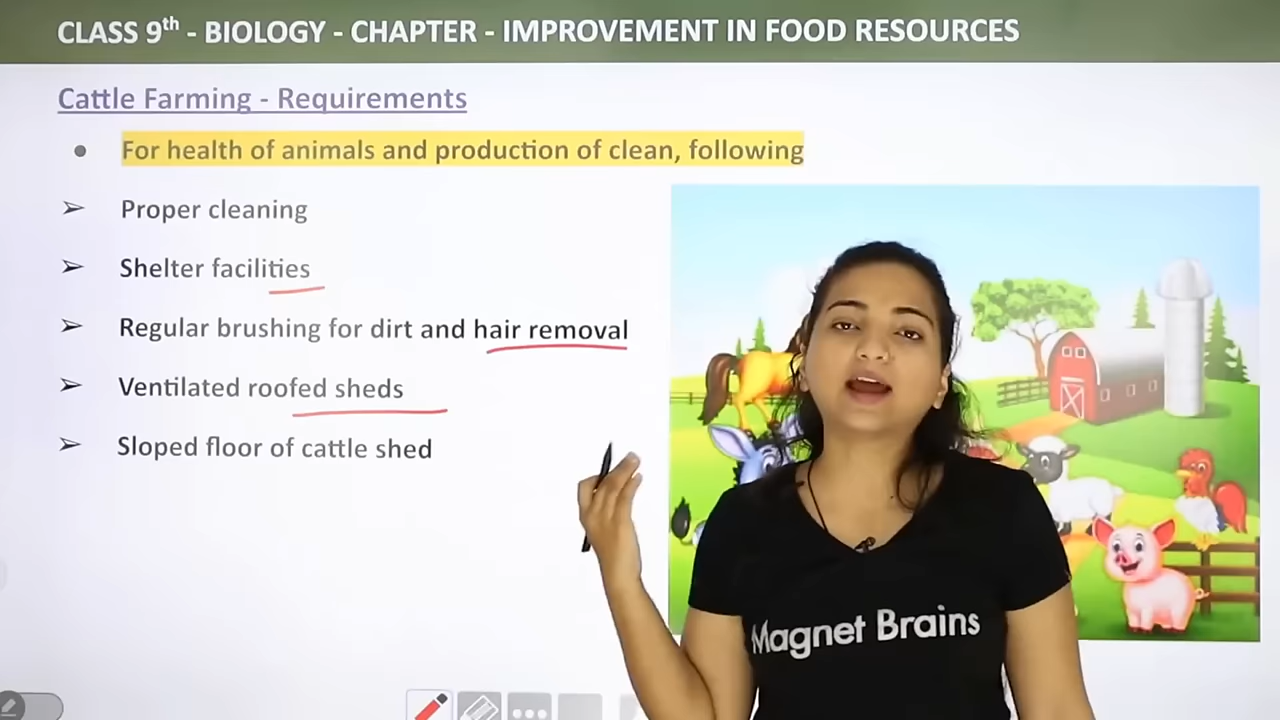 CLASS 9th - BIOLOGY - CHAPTER - IMPROVEMENT IN FOOD RESOURCES
Cattle Farming - Requirements
● For health of animals and production of clean, following
➢ Proper cleaning
➢ Shelter facilities
➢ Regular brushing for dirt and hair removal
➢ Ventilated roofed sheds
➢ Sloped floor of cattle shed
Magnet Brains